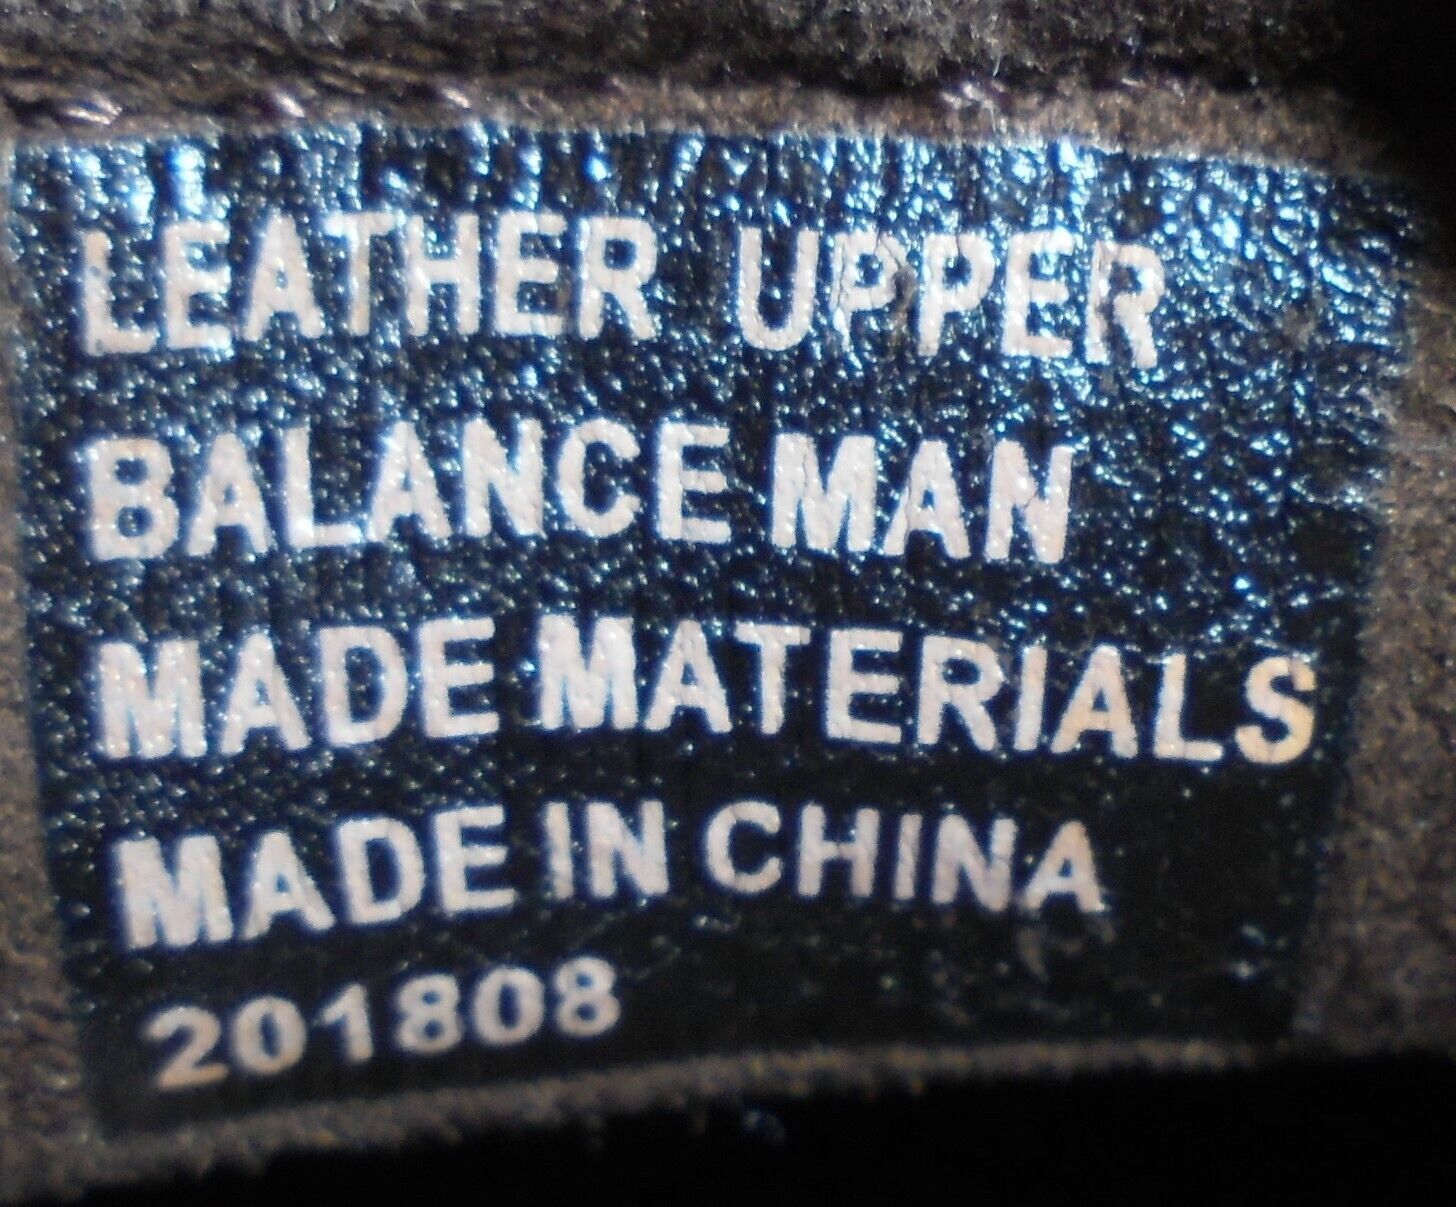 LEATHER UPPER
BALANCE MAN
MADE MATERIALS
MADE IN CHINA
201808